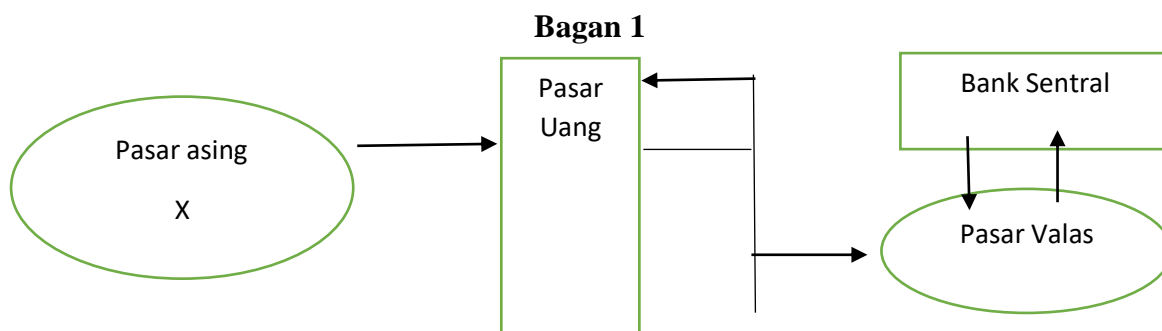 Bagan 1
Pasar asing
X
Pasar
Uang
Bank Sentral
Pasar Valas